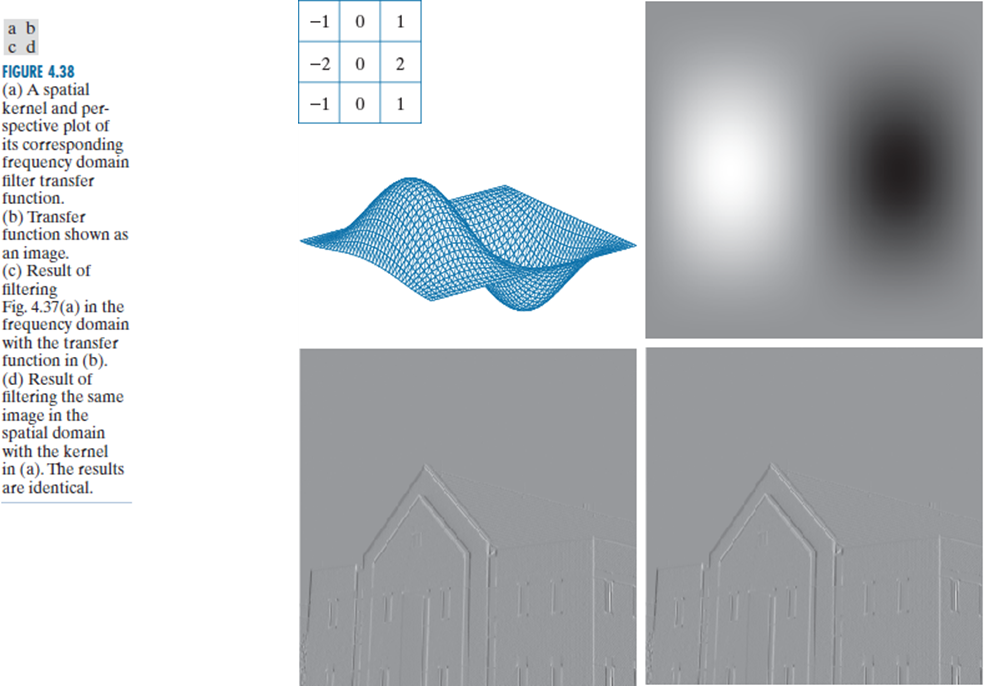 a b
c d
FIGURE 4.38
(a) A spatial
kernel and per-
spective plot of
its corresponding
frequency domain
filter transfer
function.
(b) Transfer
function shown as
an image.
(c) Result of
filtering
Fig. 4.37(a) in the
frequency domain
with the transfer
function in (b).
(d) Result of
filtering the same
image in the
spatial domain
with the kernel
in (a). The results
are identical.
−1 0 1
−2 0 2
−1 0 1